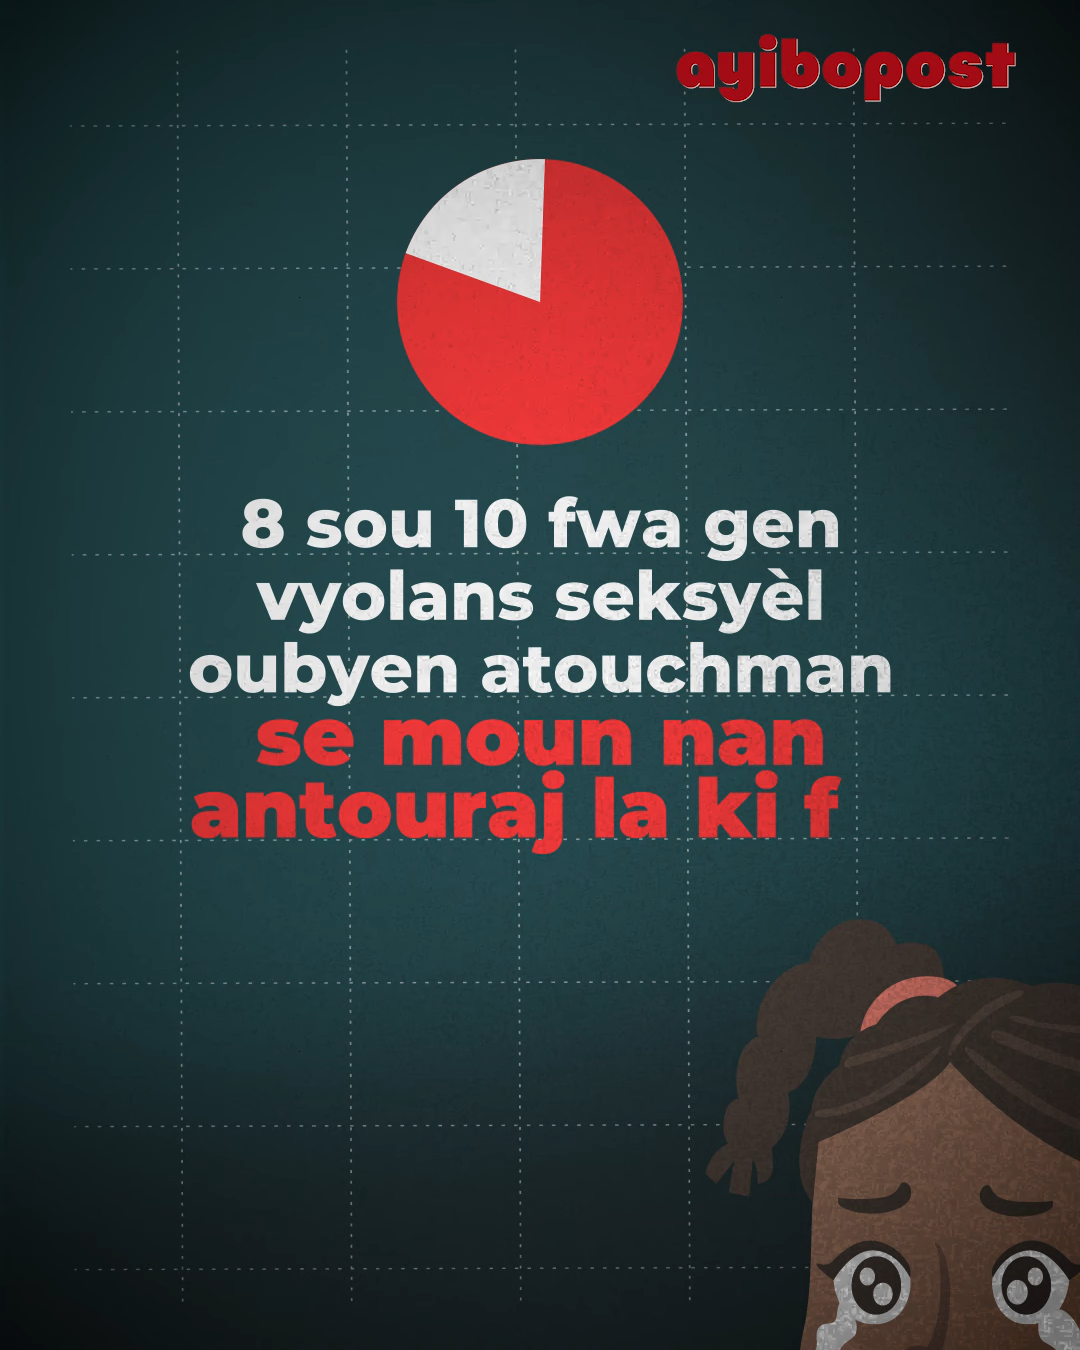 ayibopost
8 sou 10 fwa gen
vyolans seksyèl
oubyen atouchman
se moun nan
antouraj la ki f